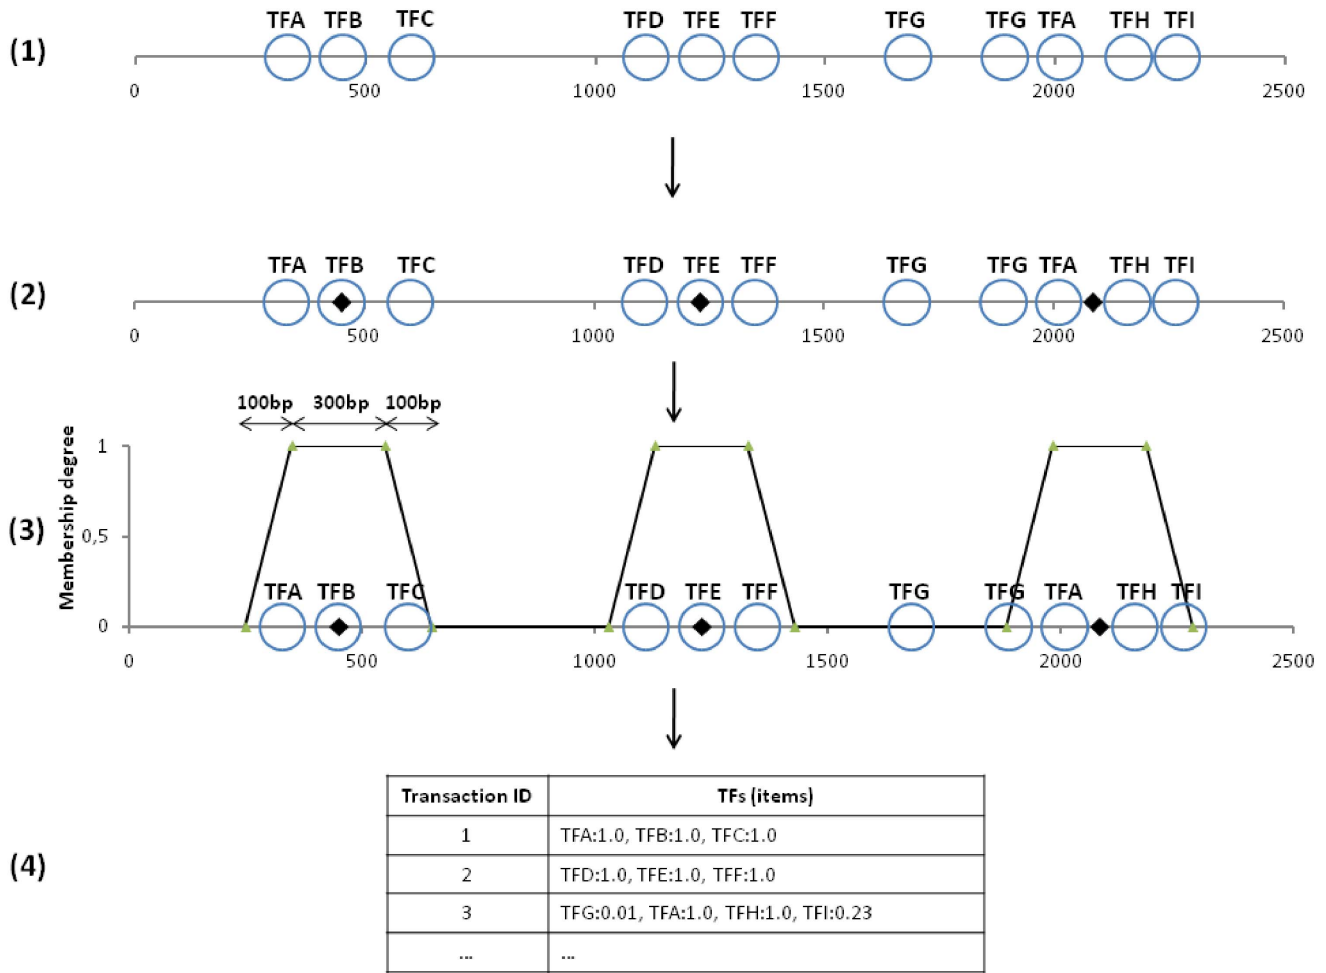 TFA TFB TFC TFD TFE TFF TFG TFG TFA TFH TFI
(1)
0 500 1000 1500 2000 2500
TFA TFB TFC TFD TFE TFF TFG TFG TFA TFH TFI
(2)
0 500 1000 1500 2000 2500
100bp 300bp 100bp
(3)
Membership degree
1
0,5
TFA TFB TFC TFD TFE TFF TFG TFG TFA TFH TFI
0
0 500 1000 1500 2000 2500
(4)
Transaction ID TFs (items)
1 TFA:1.0, TFB:1.0, TFC:1.0
2 TFD:1.0, TFE:1.0, TFF:1.0
3 TFG:0.01, TFA:1.0, TFH:1.0, TFI:0.23
... ...